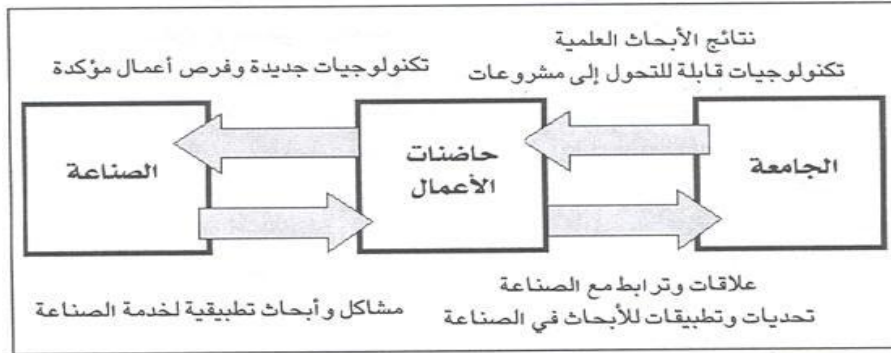 نتائج الأبحاث العلمية
تكنولوجيات قابلة للتحول إلى مشروعات
تكنولوجيات جديدة وفرص أعمال مؤكدة
الجامعة
حاضنات
الأعمال
الصناعة
علاقات وترابط مع الصناعة
تحديات وتطبيقات للأبحاث في الصناعة
مشاكل وأبحاث تطبيقية لخدمة الصناعة